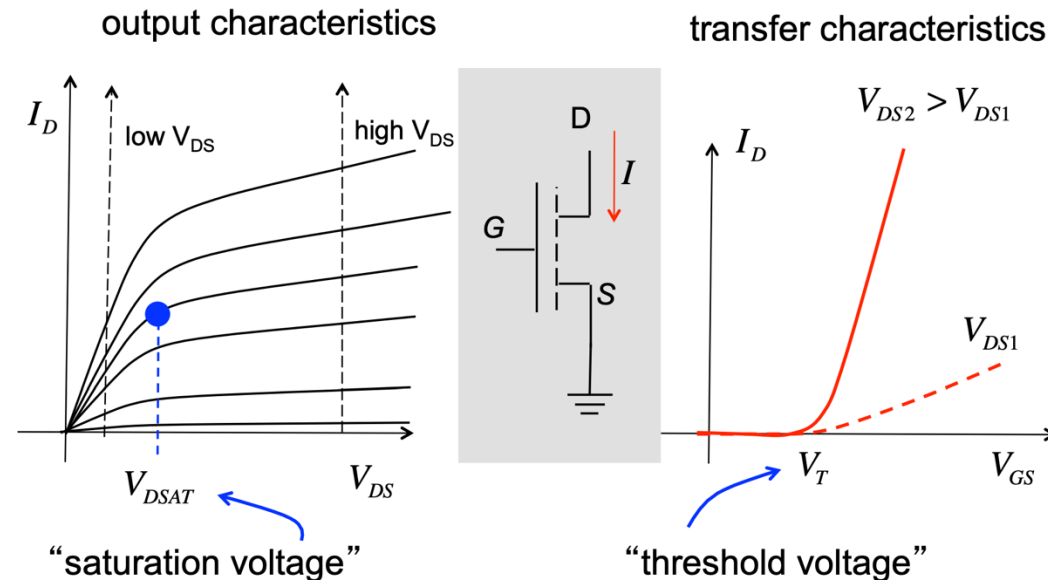 output characteristics
I_D
low V_DS
high V_DS
V_DSAT
V_DS
“saturation voltage”
D
I
G
S
transfer characteristics
V_DS2 > V_DS1
I_D
V_DS1
V_T
V_GS
“threshold voltage”